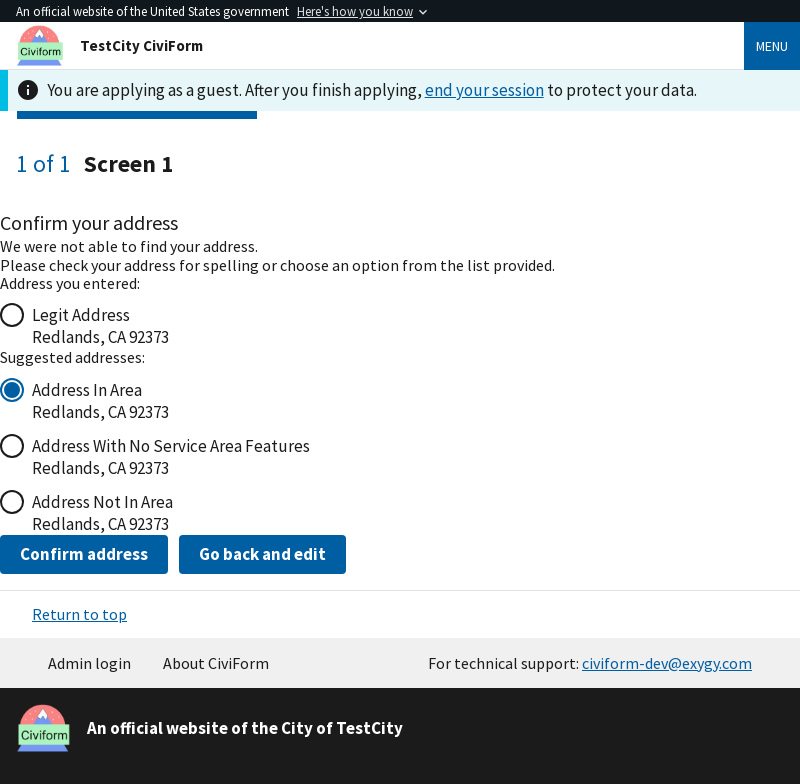 An official website of the United States government Here's how you know
Civiform
TestCity CiviForm
MENU
You are applying as a guest. After you finish applying, end your session to protect your data.
1 of 1 Screen 1
Confirm your address
We were not able to find your address.
Please check your address for spelling or choose an option from the list provided.
Address you entered:
Legit Address
Redlands, CA 92373
Suggested addresses:
Address In Area
Redlands, CA 92373
Address With No Service Area Features
Redlands, CA 92373
Address Not In Area
Redlands, CA 92373
Confirm address Go back and edit
Return to top
Admin login About CiviForm For technical support: civiform-dev@exygy.com
Civiform
An official website of the City of TestCity